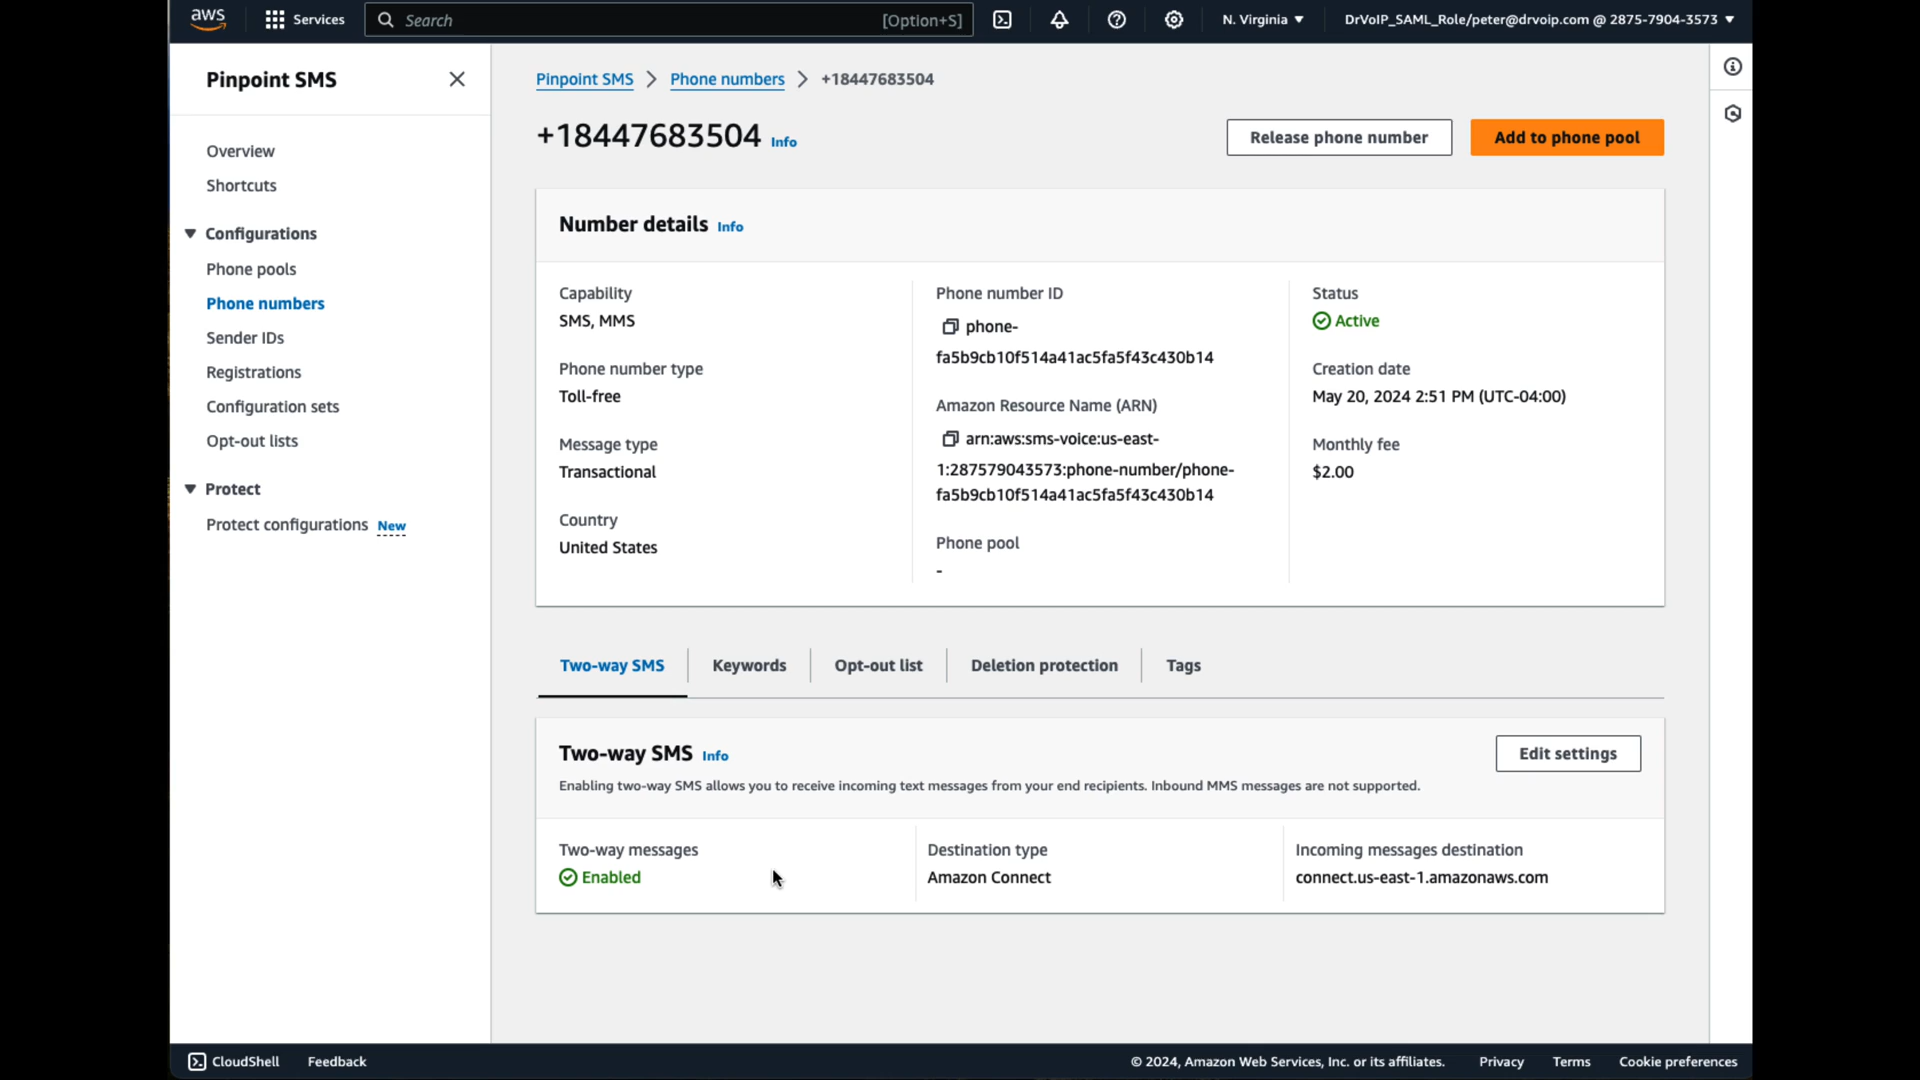 aws
Services
Search
[Option+S]
N. Virginia
DrVoIP_SAML_Role/peter@drvoip.com @ 2875-7904-3573
Pinpoint SMS
Overview
Shortcuts
Configurations
Phone pools
Phone numbers
Sender IDs
Registrations
Configuration sets
Opt-out lists
Protect
Protect configurations New
Pinpoint SMS
Phone numbers
+18447683504
+18447683504 Info
Release phone number
Add to phone pool
Number details Info
Capability
SMS, MMS
Phone number type
Toll-free
Message type
Transactional
Country
United States
Phone number ID
phone-
fa5b9cb10f514a41ac5fa5f43c430b14
Amazon Resource Name (ARN)
arn:aws:sms-voice:us-east-
1:287579043573:phone-number/phone-
fa5b9cb10f514a41ac5fa5f43c430b14
Phone pool
-
Status
Active
Creation date
May 20, 2024 2:51 PM (UTC-04:00)
Monthly fee
$2.00
Two-way SMS
Keywords
Opt-out list
Deletion protection
Tags
Two-way SMS Info
Edit settings
Enabling two-way SMS allows you to receive incoming text messages from your end recipients. Inbound MMS messages are not supported.
Two-way messages
Enabled
Destination type
Amazon Connect
Incoming messages destination
connect.us-east-1.amazonaws.com
CloudShell
Feedback
© 2024, Amazon Web Services, Inc. or its affiliates.
Privacy
Terms
Cookie preferences